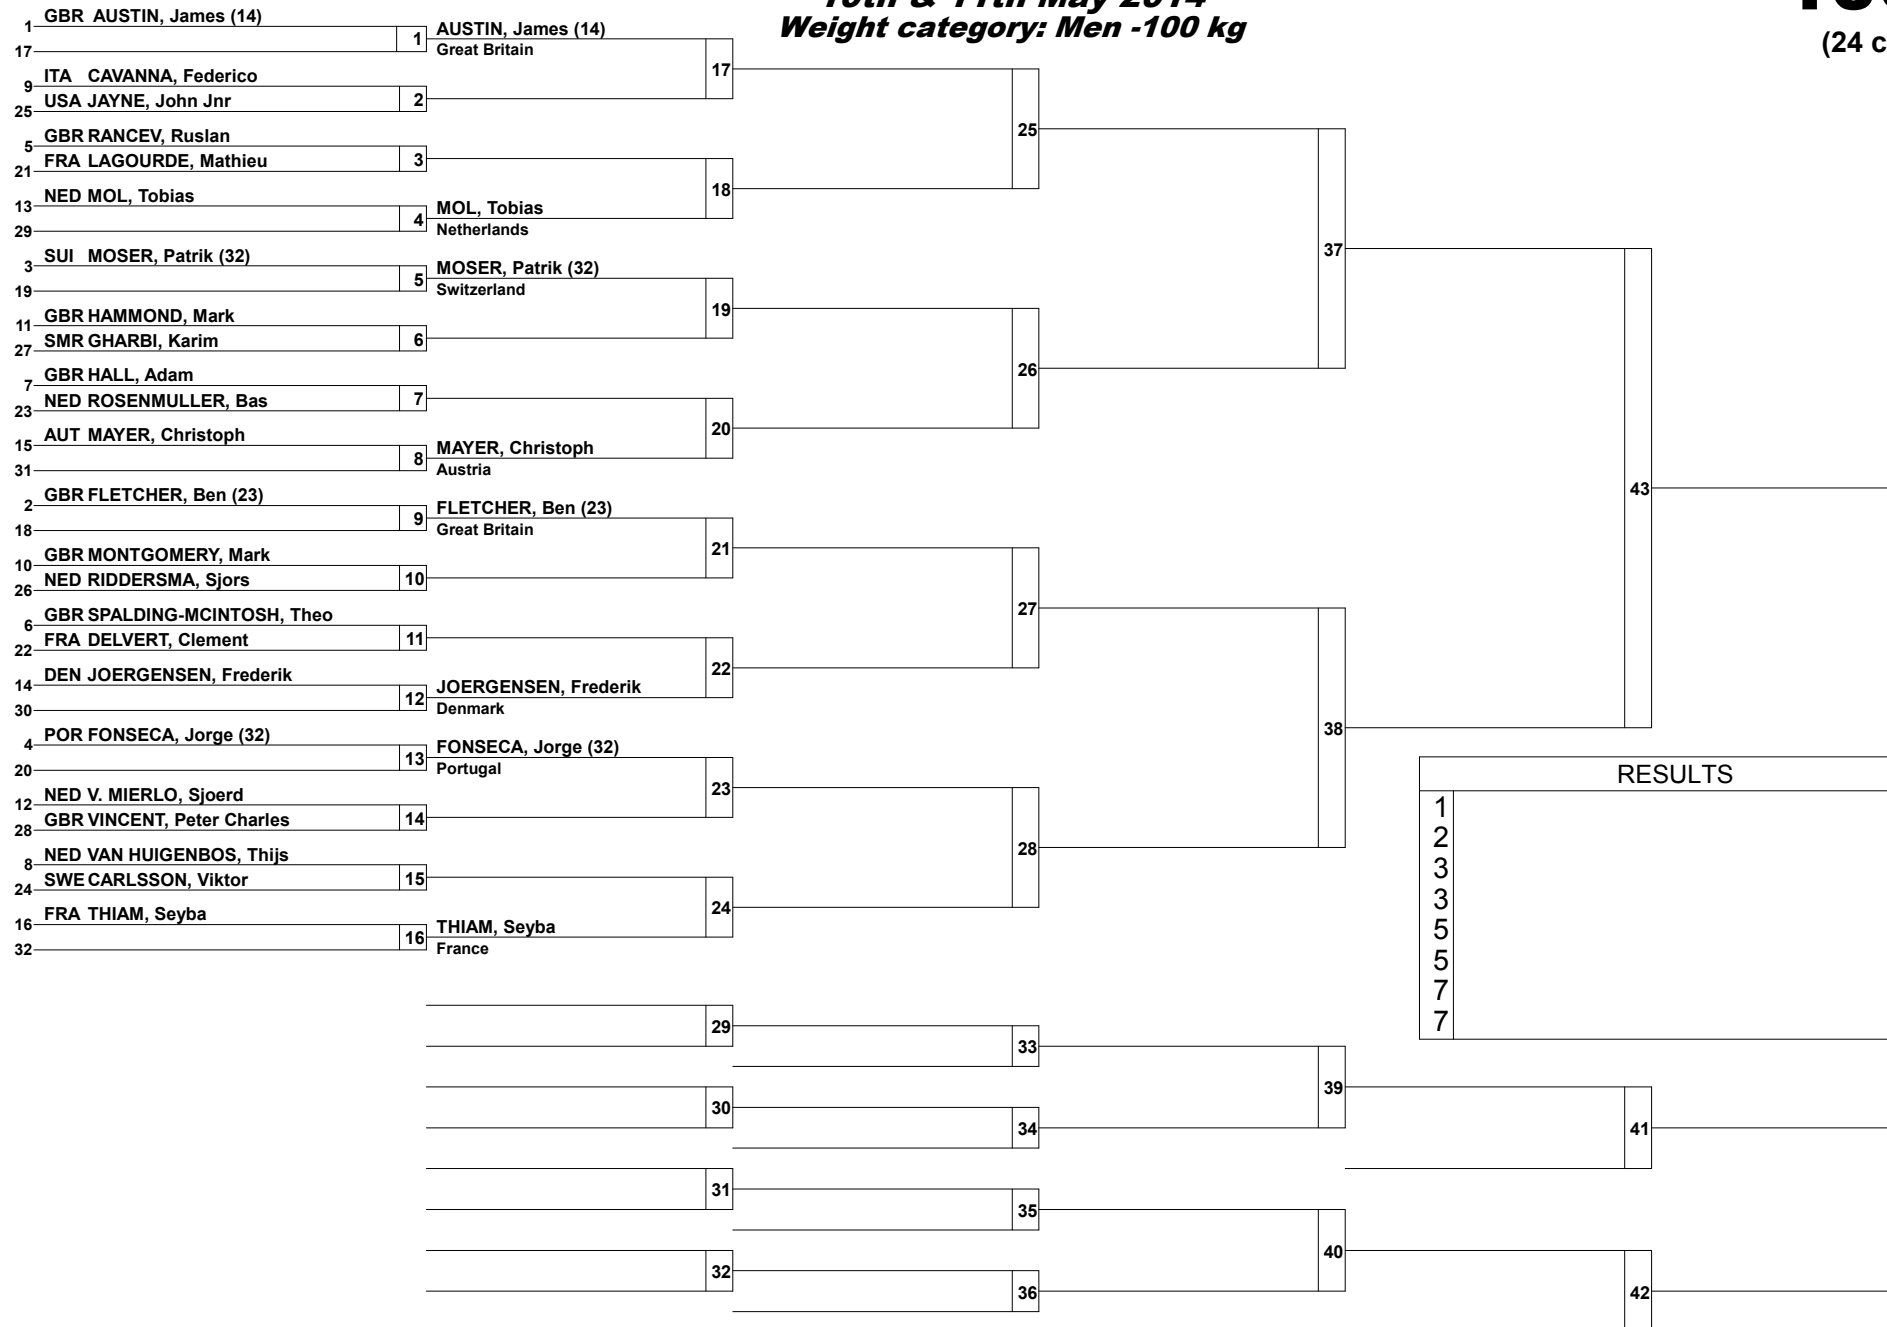 10th & 11th May 2014
Weight category: Men -100 kg
(24 c
1 GBR AUSTIN, James (14)
17
1
AUSTIN, James (14)
Great Britain
17
9 ITA CAVANNA, Federico
25 USA JAYNE, John Jnr
2
25
5 GBR RANCEV, Ruslan
21 FRA LAGOURDE, Mathieu
3
18
13 NED MOL, Tobias
29
4
MOL, Tobias
Netherlands
37
3 SUI MOSER, Patrik (32)
19
5
MOSER, Patrik (32)
Switzerland
19
11 GBR HAMMOND, Mark
27 SMR GHARBI, Karim
6
26
7 GBR HALL, Adam
23 NED ROSENMULLER, Bas
7
20
15 AUT MAYER, Christoph
31
8
MAYER, Christoph
Austria
43
2 GBR FLETCHER, Ben (23)
18
9
FLETCHER, Ben (23)
Great Britain
21
10 GBR MONTGOMERY, Mark
26 NED RIDDERSMA, Sjors
10
27
6 GBR SPALDING-MCINTOSH, Theo
22 FRA DELVERT, Clement
11
22
14 DEN JOERGENSEN, Frederik
30
12
JOERGENSEN, Frederik
Denmark
38
4 POR FONSECA, Jorge (32)
20
13
FONSECA, Jorge (32)
Portugal
23
12 NED V. MIERLO, Sjoerd
28 GBR VINCENT, Peter Charles
14
28
8 NED VAN HUIGENBOS, Thijs
24 SWE CARLSSON, Viktor
15
24
16 FRA THIAM, Seyba
32
16
THIAM, Seyba
France
RESULTS
1
2
3
3
5
5
7
7
29
33
39
30
34
41
31
35
40
32
36
42